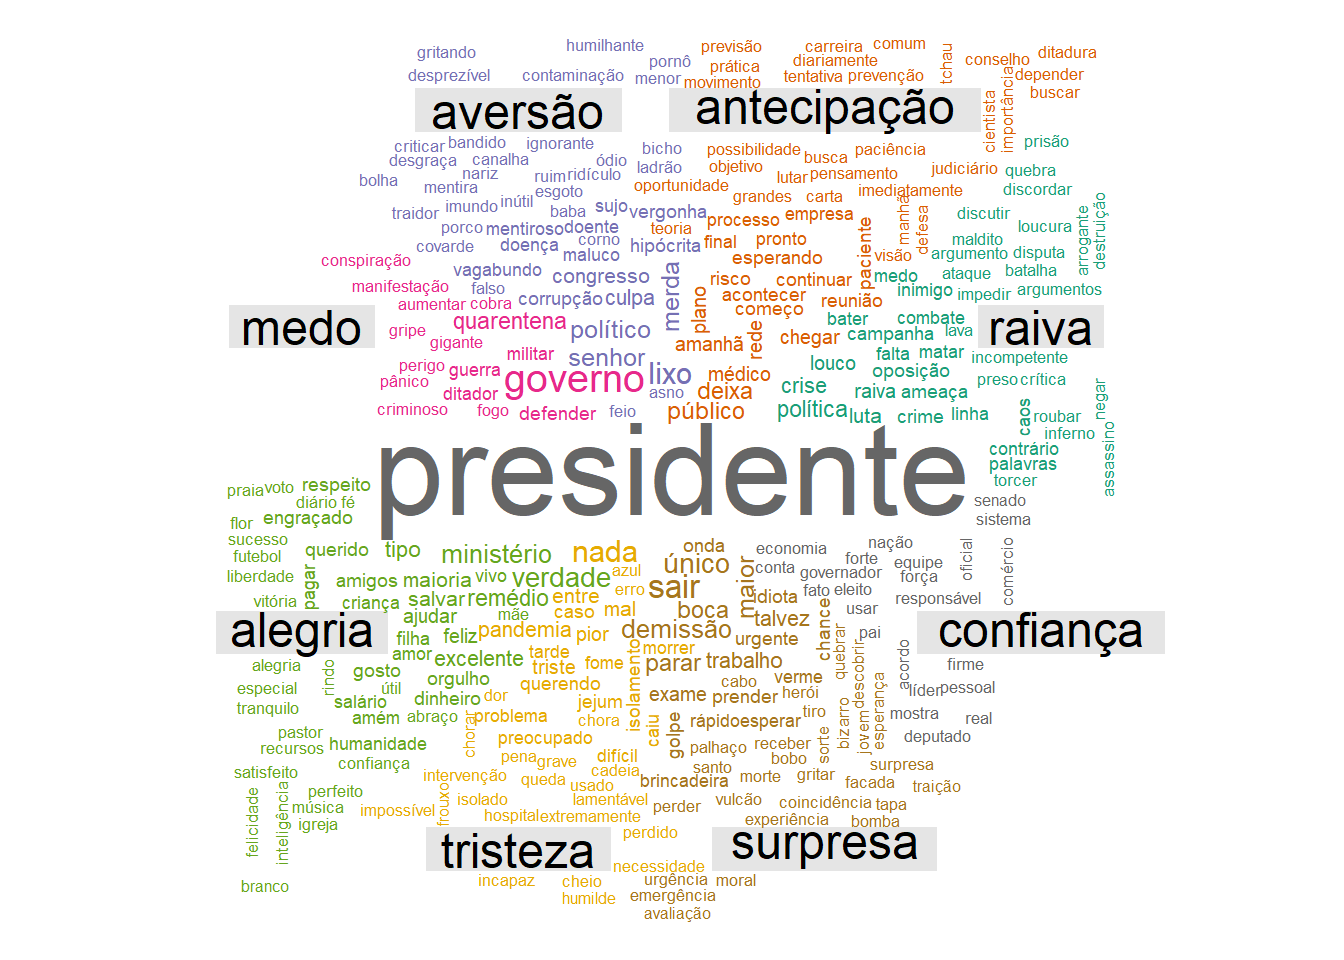 gritando humilhante pornô previsão carreira comum tchau conselho ditadura
desprezível contaminação menor prática diariamente depender
movimento tentativa prevenção cientista importância buscar
aversão antecipação
criticar bandido ignorante bicho possibilidade busca paciência prisão
desgraça canalha ódio ladrão objetivo pensamento judiciário quebra
bolha nariz ruim ridículo lutar
mentira esgoto oportunidade imediatamente discordar
imundo inútil grandes carta manhã
traidor baba sujo vergonha processo empresa defesa discutir arrogante destruição
porco mentiroso doente teoria loucura
covarde doença corno hipócrita final pronto paciente maldito
conspiração maluco esperando visão argumento disputa
vagabundo congresso merda risco continuar medo ataque batalha
manifestação falso culpa plano acontecer reunião inimigo impedir argumentos
aumentar cobra corrupção começo
medo quarentena político rede bater combate raiva
gripe amanhã chegar campanha lava
gigante militar senhor louco falta matar incompetente
perigo guerra governo lixo médico oposição
pânico ditador asno deixa crise raiva ameaça preso crítica negar
criminoso fogo defender feio público política luta crime linha caos roubar
inferno assassino
presidente contrário
palavras
praia voto respeito torcer
diário fé senado
flor engraçado sistema
sucesso querido tipo ministério nada onda economia nação oficial comércio
futebol único conta forte equipe
liberdade pagar amigos maioria vivo verdade azul sair maior governador força
erro fato eleito
vitória criança salvar remédio entre boca idiota usar responsável
ajudar mãe caso mal talvez chance
alegria filha feliz pandemia pior demissão urgente pai confiança
amor tarde morrer quebrar
alegria rindo gosto excelente triste fome isolamento parar trabalho descobrir acordo firme
especial útil orgulho querendo cabo verme líder pessoal
tranquilo salário dinheiro dor jejum exame prender herói esperança
amém abraço problema chora caiu golpe rápido esperar tiro bizarro jovem mostra real
pastor chorar preocupado sorte deputado
recursos humanidade pena grave difícil palhaço receber
confiança cadeia santo bobo surpresa
satisfeito intervenção queda usado brincadeira morte gritar facada traição
felicidade inteligência perfeito frouxo isolado lamentável vulcão coincidência tapa
música impossível hospital extremamente perder experiência bomba
igreja perdido
tristeza surpresa
necessidade
branco incapaz cheio urgência moral
humilde emergência
avaliação